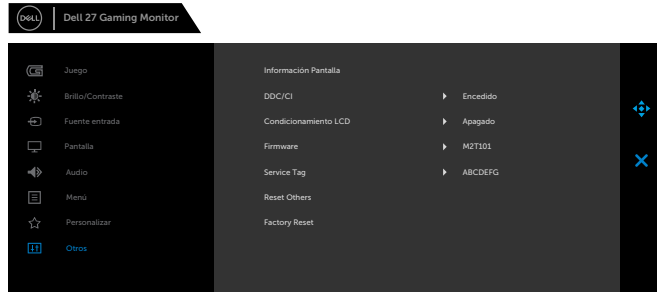 DELL
Dell 27 Gaming Monitor
Juego
Información Pantalla
Brillo/Contraste
DDC/CI
Encedido
Fuente entrada
Condicionamiento LCD
Apagado
Pantalla
Firmware
M2T101
Audio
Service Tag
ABCDEFG
Menú
Reset Others
Personalizar
Factory Reset
Otros